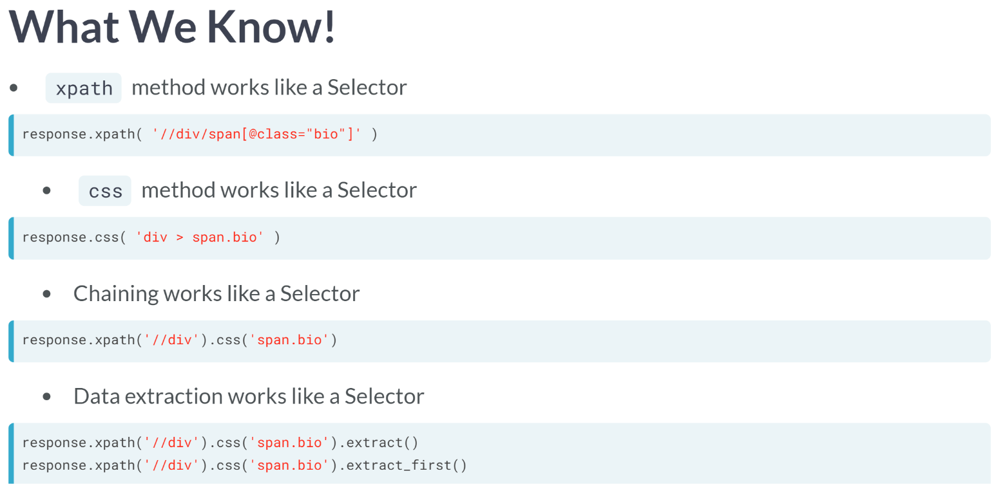 What We Know!
• xpath method works like a Selector
response.xpath( '//div/span[@class="bio"]' )
• css method works like a Selector
response.css( 'div > span.bio' )
• Chaining works like a Selector
response.xpath('//div').css('span.bio')
• Data extraction works like a Selector
response.xpath('//div').css('span.bio').extract()
response.xpath('//div').css('span.bio').extract_first()